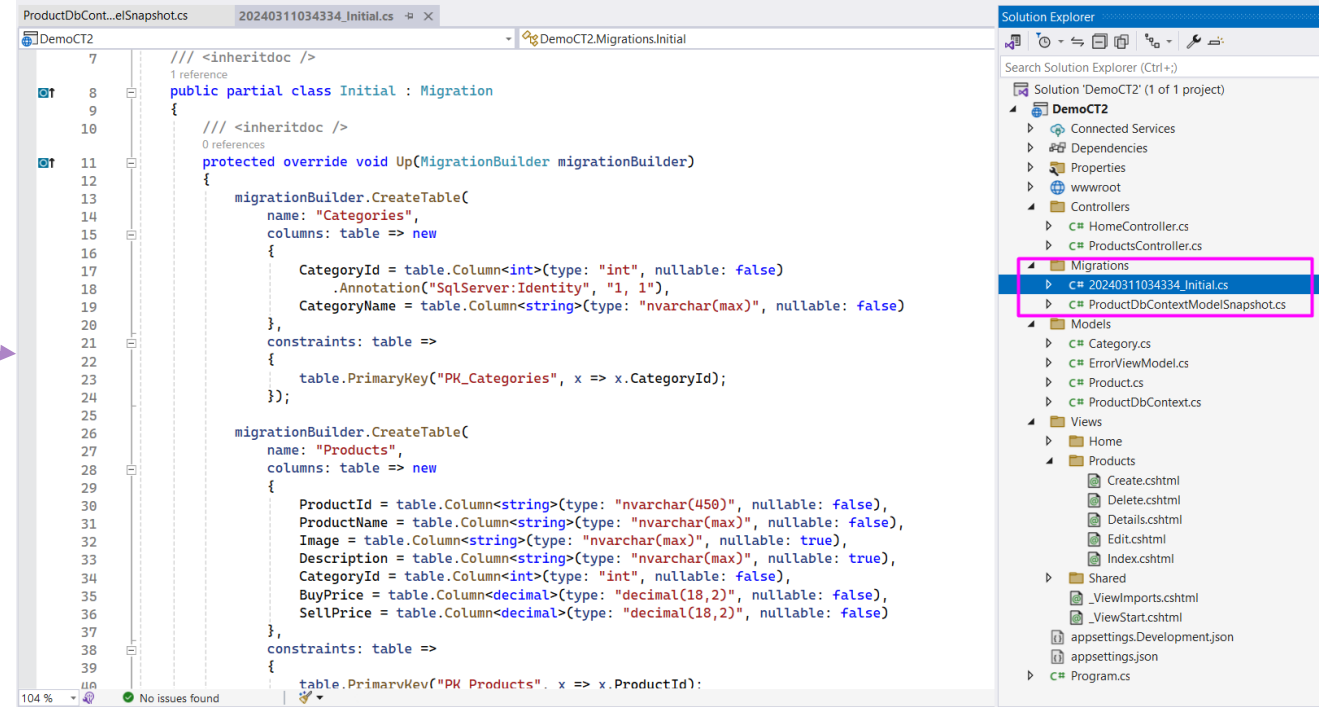 ProductDbCont...elSnapshot.cs 20240311034334_Initial.cs
DemoCT2 DemoCT2.Migrations.Initial
7 /// <inheritdoc />
1 reference
8 public partial class Initial : Migration
9 {
10 /// <inheritdoc />
0 references
11 protected override void Up(MigrationBuilder migrationBuilder)
12 {
13 migrationBuilder.CreateTable(
14 name: "Categories",
15 columns: table => new
16 {
17 CategoryId = table.Column<int>(type: "int", nullable: false)
18 .Annotation("SqlServer:Identity", "1, 1"),
19 CategoryName = table.Column<string>(type: "nvarchar(max)", nullable: false)
20 },
21 constraints: table =>
22 {
23 table.PrimaryKey("PK_Categories", x => x.CategoryId);
24 });
25
26 migrationBuilder.CreateTable(
27 name: "Products",
28 columns: table => new
29 {
30 ProductId = table.Column<string>(type: "nvarchar(450)", nullable: false),
31 ProductName = table.Column<string>(type: "nvarchar(max)", nullable: false),
32 Image = table.Column<string>(type: "nvarchar(max)", nullable: true),
33 Description = table.Column<string>(type: "nvarchar(max)", nullable: true),
34 CategoryId = table.Column<int>(type: "int", nullable: false),
35 BuyPrice = table.Column<decimal>(type: "decimal(18,2)", nullable: false),
36 SellPrice = table.Column<decimal>(type: "decimal(18,2)", nullable: false)
37 },
38 constraints: table =>
39 {
40 table.PrimaryKey("PK_Products", x => x.ProductId);
104 % No issues found
Solution Explorer
Search Solution Explorer (Ctrl+;)
Solution 'DemoCT2' (1 of 1 project)
DemoCT2
Connected Services
Dependencies
Properties
wwwroot
Controllers
C# HomeController.cs
C# ProductsController.cs
Migrations
C# 20240311034334_Initial.cs
C# ProductDbContextModelSnapshot.cs
Models
C# Category.cs
C# ErrorViewModel.cs
C# Product.cs
C# ProductDbContext.cs
Views
Home
Products
Create.cshtml
Delete.cshtml
Details.cshtml
Edit.cshtml
Index.cshtml
Shared
_ViewImports.cshtml
_ViewStart.cshtml
appsettings.Development.json
appsettings.json
C# Program.cs